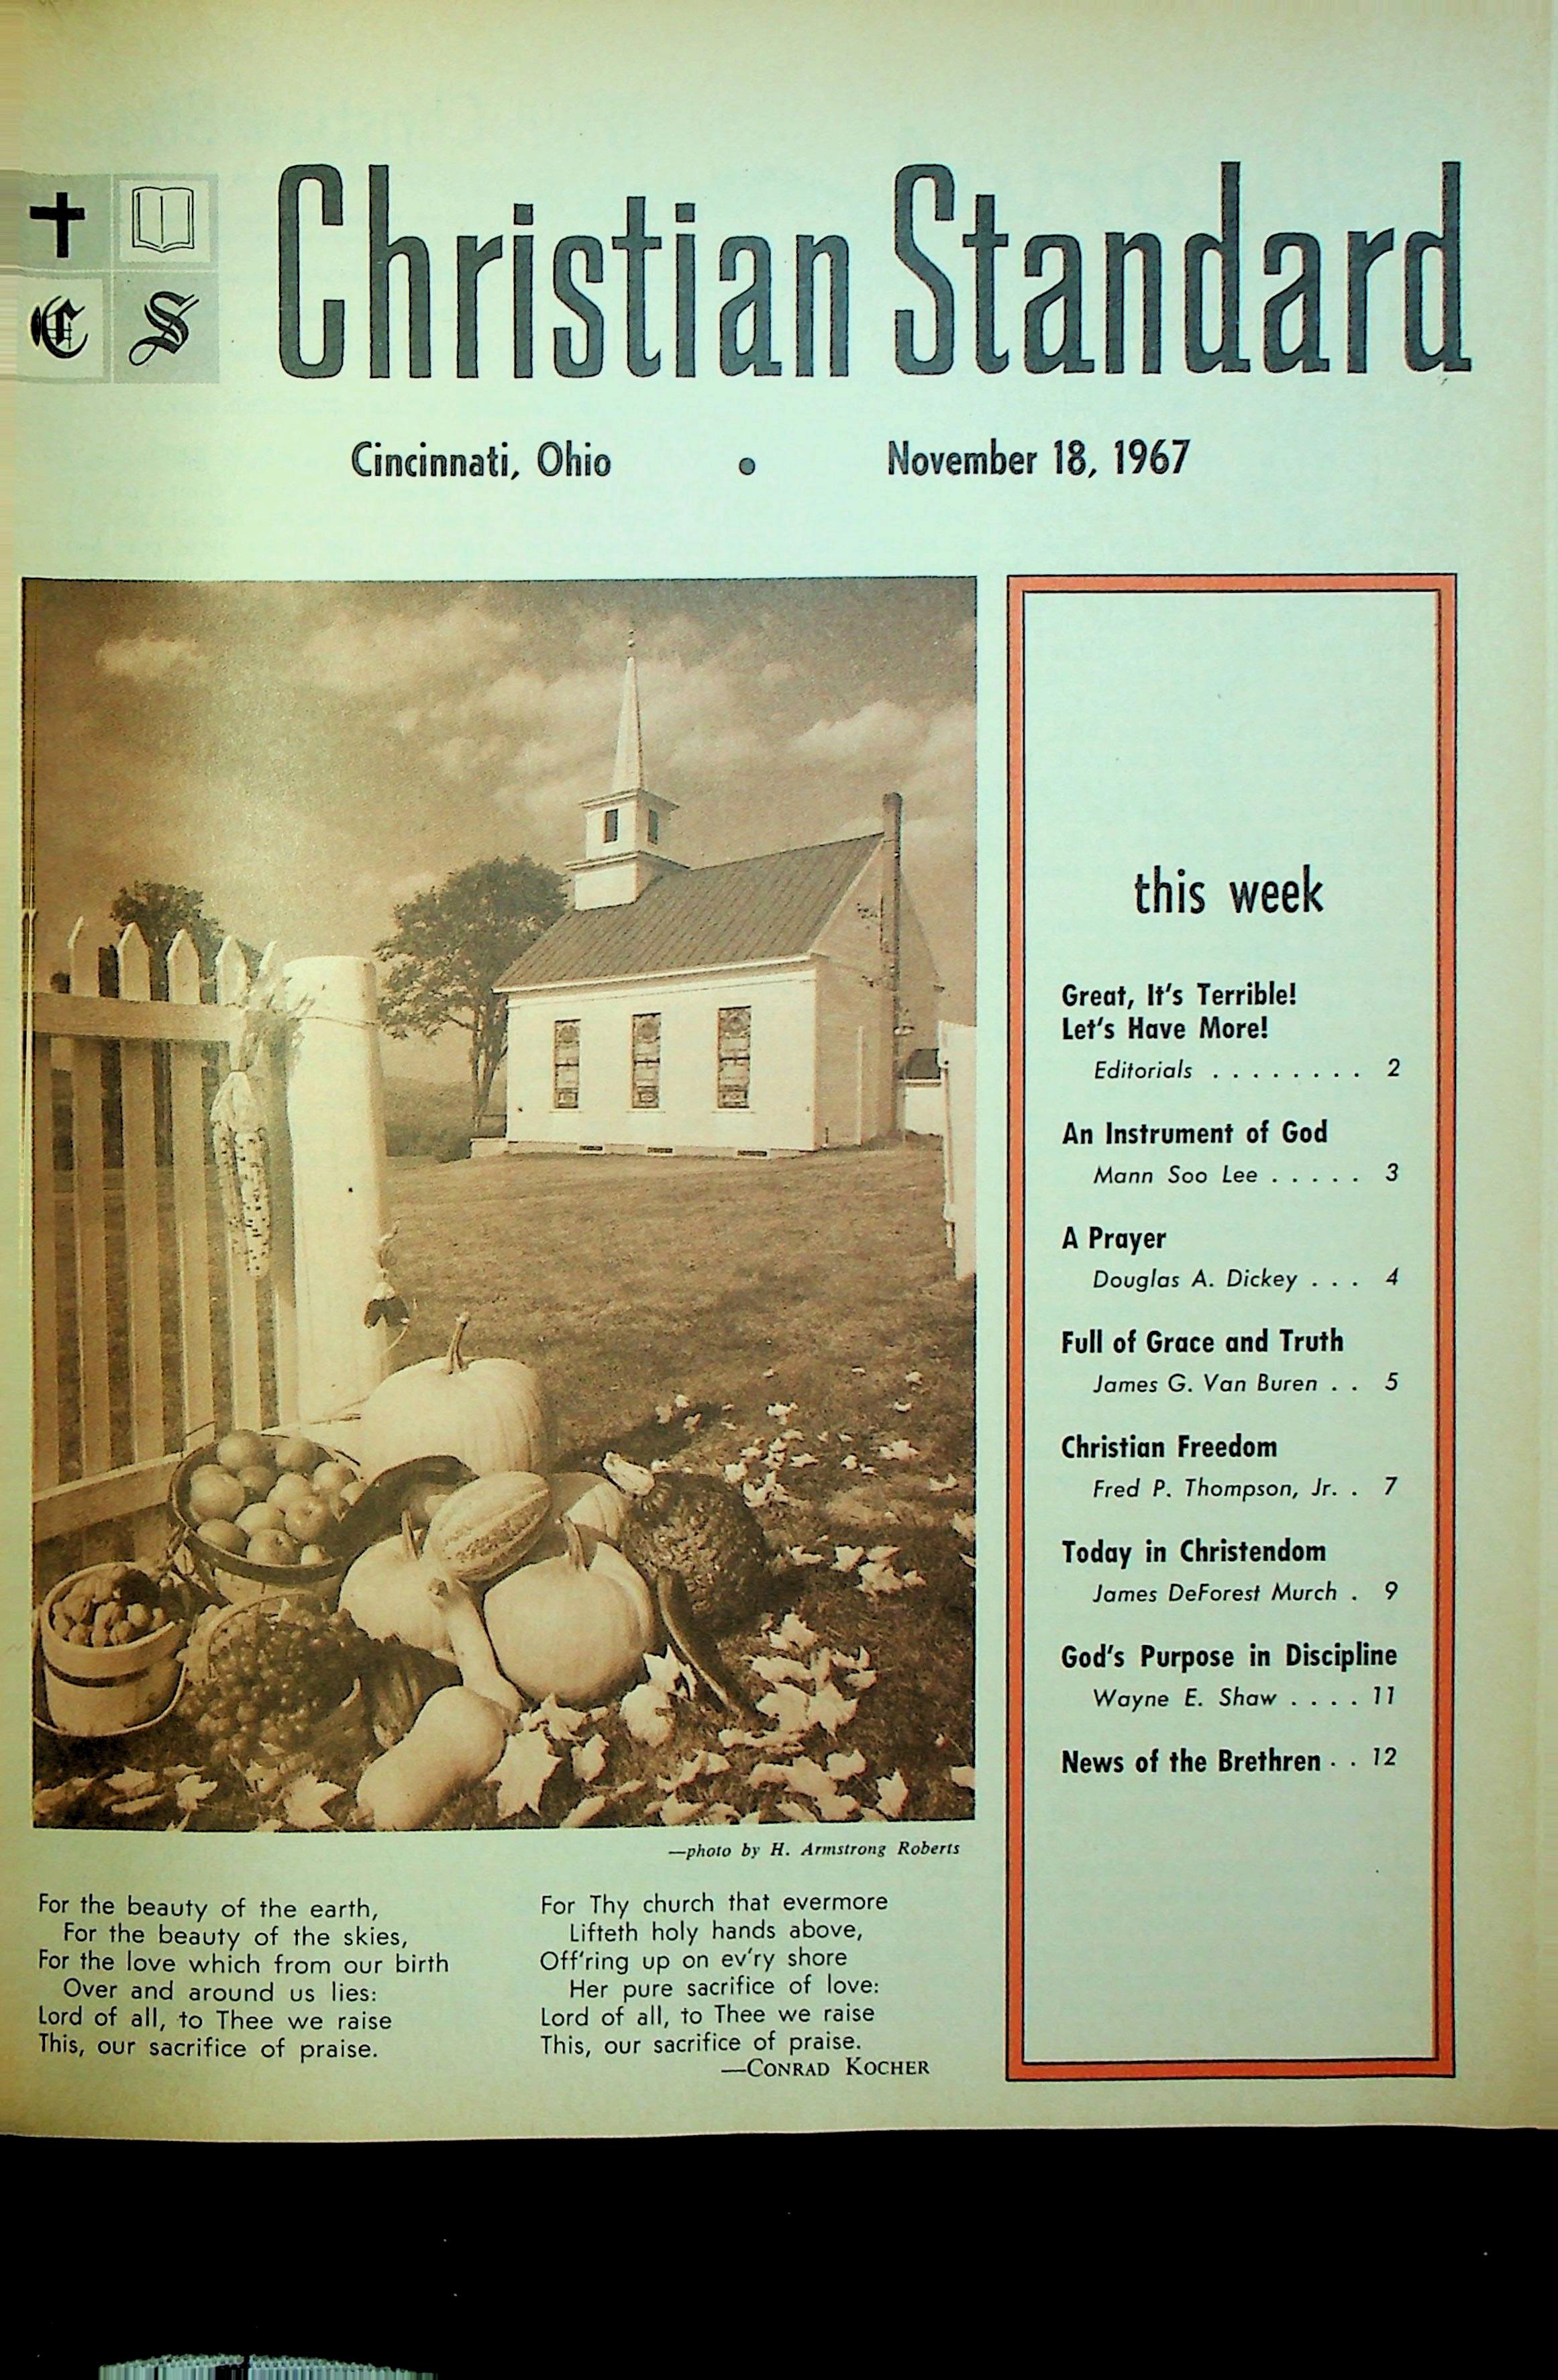 C S
Christian Standard
Cincinnati, Ohio • November 18, 1967
—photo by H. Armstrong Roberts
For the beauty of the earth,
For the beauty of the skies,
For the love which from our birth
Over and around us lies:
Lord of all, to Thee we raise
This, our sacrifice of praise.
For Thy church that evermore
Lifteth holy hands above,
Off'ring up on ev'ry shore
Her pure sacrifice of love:
Lord of all, to Thee we raise
This, our sacrifice of praise.
—CONRAD KOCHER
this week
Great, It's Terrible!
Let's Have More!
Editorials . . . . . . . . 2
An Instrument of God
Mann Soo Lee . . . . . 3
A Prayer
Douglas A. Dickey . . . 4
Full of Grace and Truth
James G. Van Buren . . 5
Christian Freedom
Fred P. Thompson, Jr. . 7
Today in Christendom
James DeForest Murch . 9
God's Purpose in Discipline
Wayne E. Shaw . . . . 11
News of the Brethren . . 12